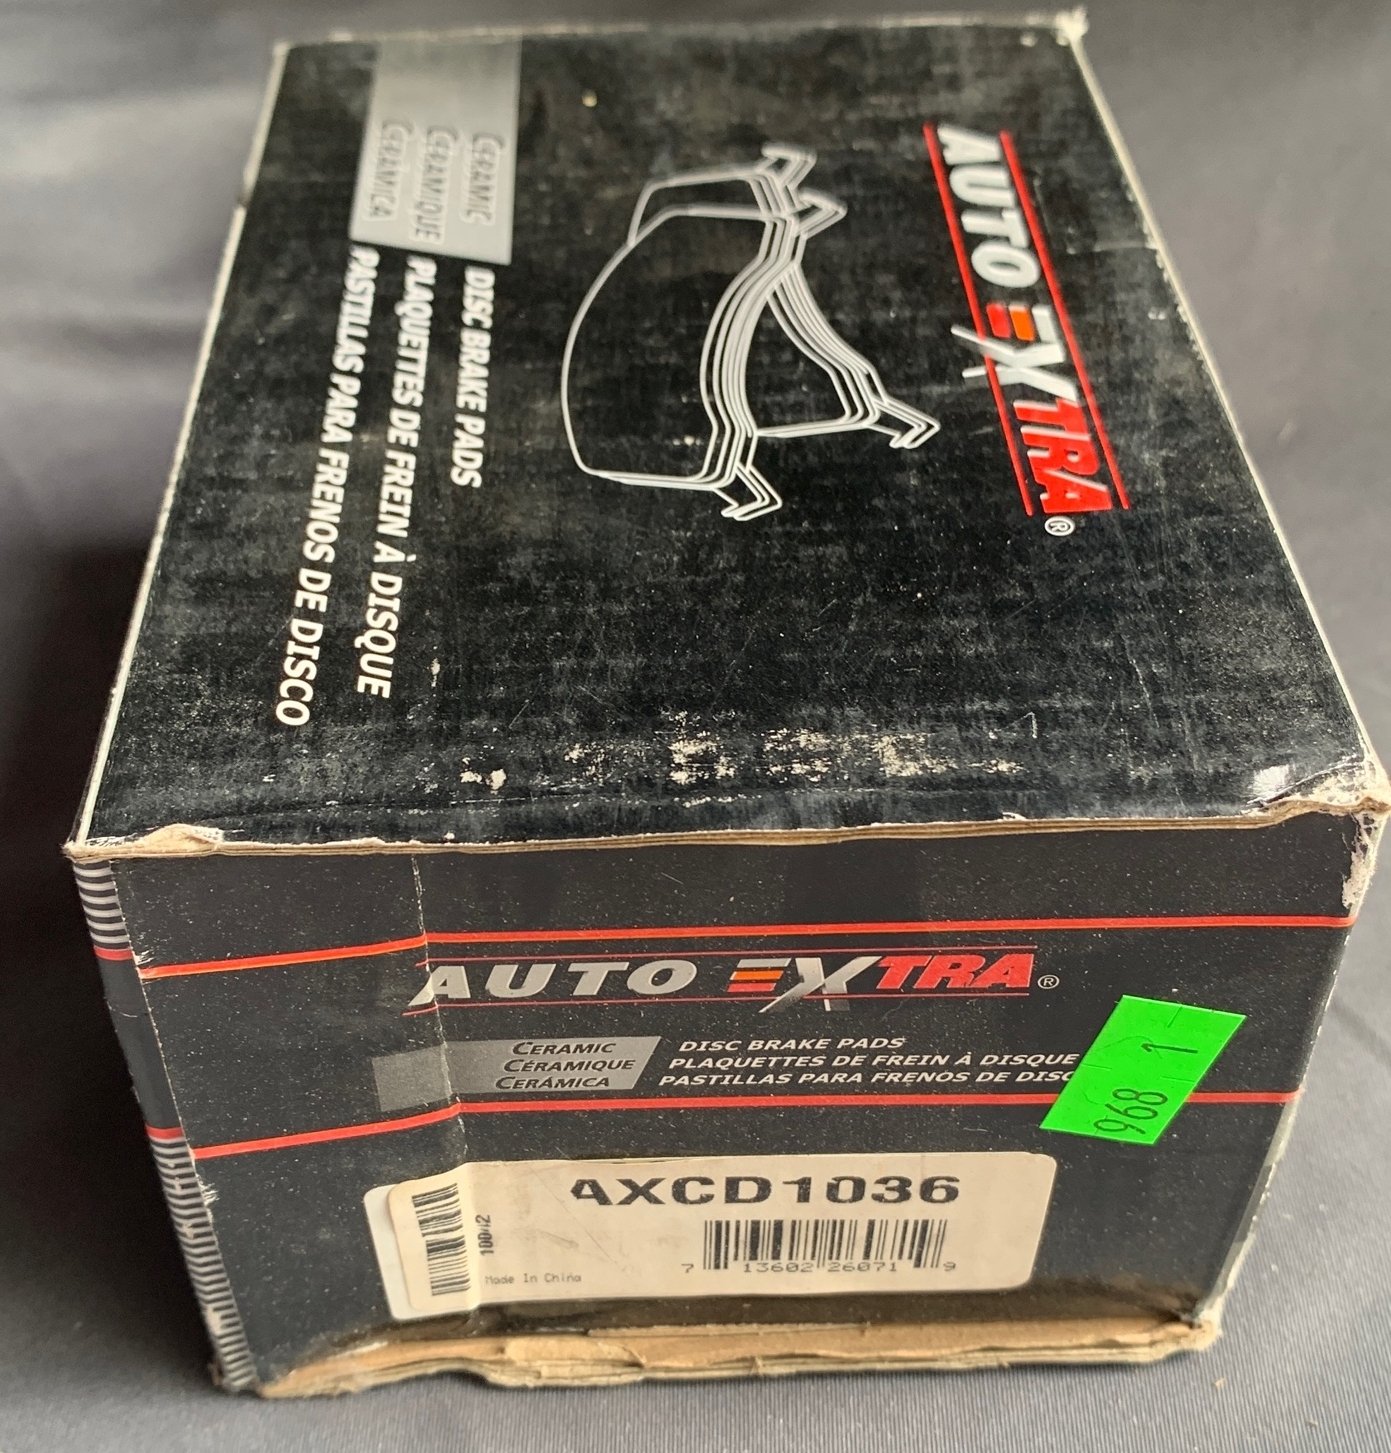 AUTO EXTRA®
CERAMIC DISC BRAKE PADS
CÉRAMIQUE PLAQUETTES DE FREIN À DISQUE
CERÁMICA PASTILLAS PARA FRENOS DE DISCO
AUTO EXTRA®
CERAMIC DISC BRAKE PADS
CÉRAMIQUE PLAQUETTES DE FREIN À DISQUE
CERÁMICA PASTILLAS PARA FRENOS DE DISC
968 1
AXCD1036
7 13602 26071 9
Made In China